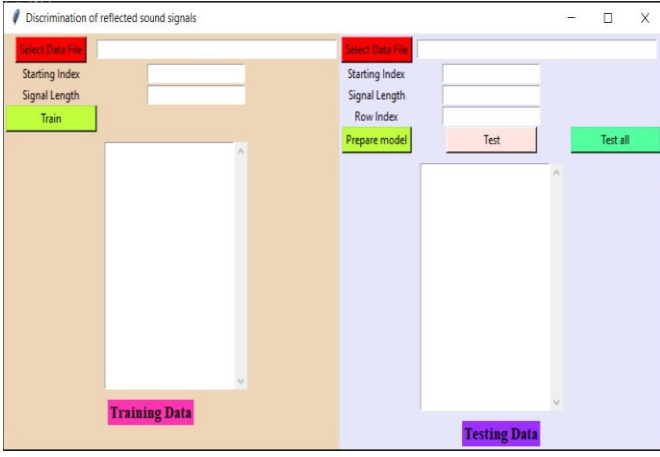 Discrimination of reflected sound signals
Select Data File
Starting Index
Signal Length
Train
Training Data
Select Data File
Starting Index
Signal Length
Row Index
Prepare model Test Test all
Testing Data